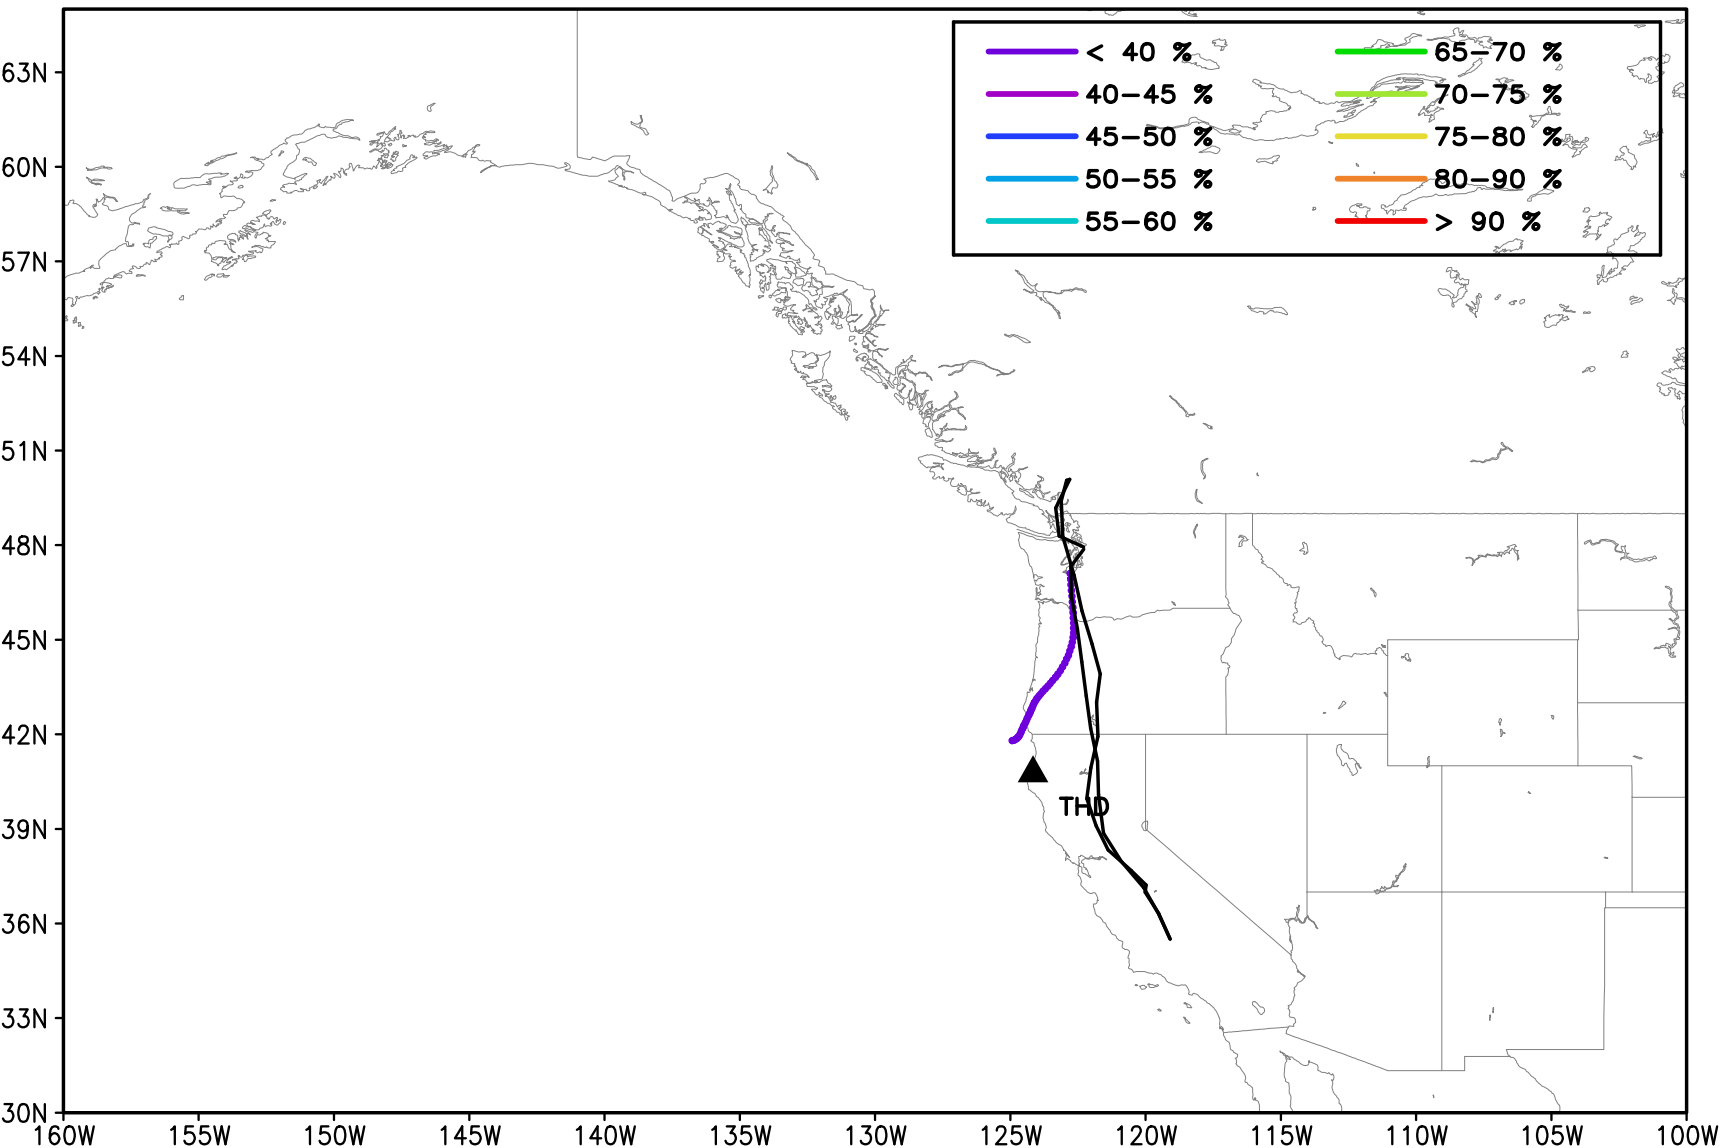 < 40 %
65-70 %
40-45 %
70-75 %
45-50 %
75-80 %
50-55 %
80-90 %
55-60 %
> 90 %
63N
60N
57N
54N
51N
48N
45N
42N
39N
36N
33N
30N
THD
160W 155W 150W 145W 140W 135W 130W 125W 120W 115W 110W 105W 100W